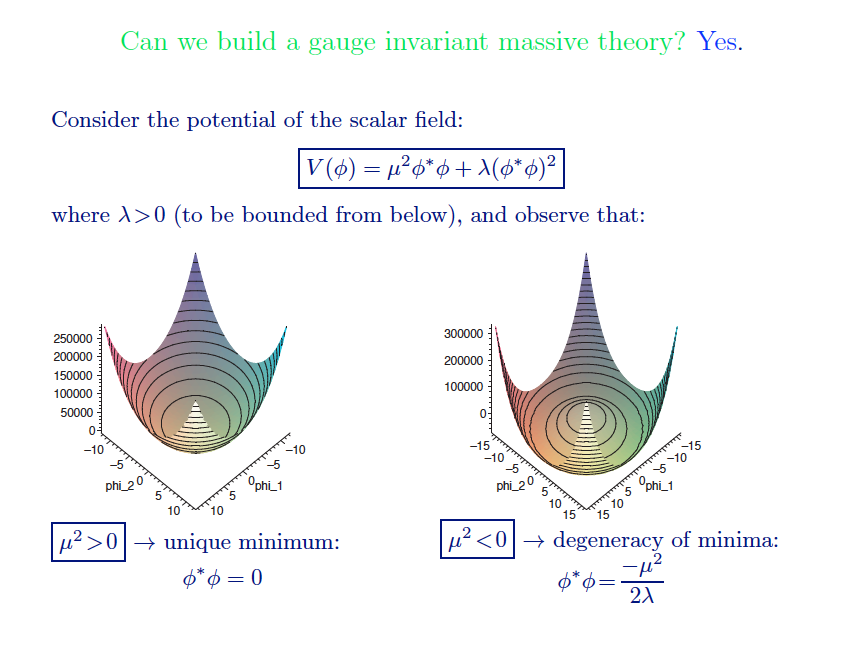 Can we build a gauge invariant massive theory? Yes.
Consider the potential of the scalar field:
V(ϕ) = μ²ϕ*ϕ + λ(ϕ*ϕ)²
where λ>0 (to be bounded from below), and observe that:
250000
200000
150000
100000
50000
0
−10
−5
phi_2 0
5
10
−10
−5
0 phi_1
5
10
300000
200000
100000
0
−15
−10
−5
phi_2 0
5
10
15
−15
−10
−5
0 phi_1
5
10
15
μ²>0 → unique minimum:
ϕ*ϕ = 0
μ²<0 → degeneracy of minima:
ϕ*ϕ = −μ² / 2λ